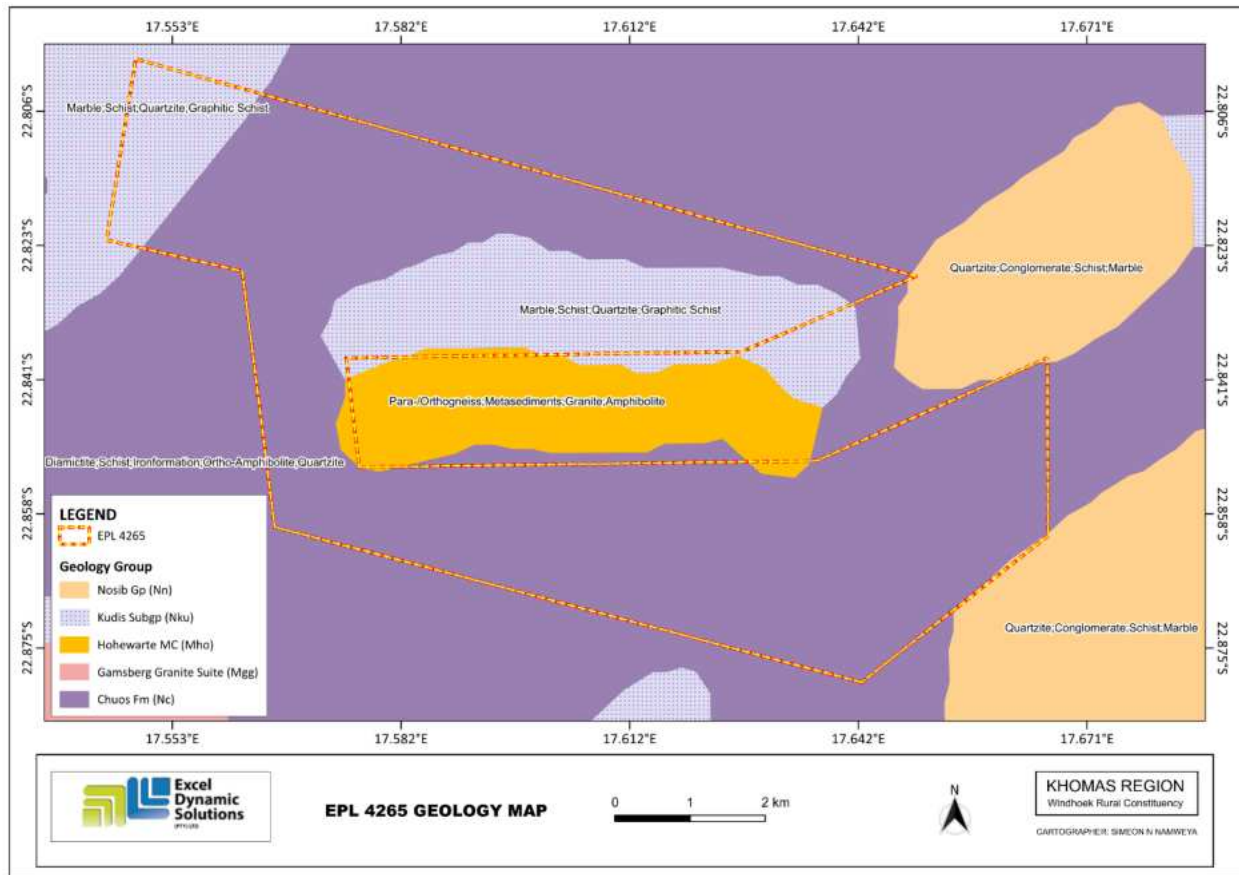 17.553°E 17.582°E 17.612°E 17.642°E 17.671°E
22.806°S
22.823°S
22.841°S
22.858°S
22.875°S
Marble;Schist;Quartzite;Graphitic Schist
Quartzite;Conglomerate;Schist;Marble
Marble;Schist;Quartzite;Graphitic Schist
Para-/Orthogneiss;Metasediments;Granite;Amphibolite
Diamictite;Schist;Ironformation;Ortho-Amphibolite;Quartzite
Quartzite;Conglomerate;Schist;Marble
22.806°S
22.823°S
22.841°S
22.858°S
22.875°S
LEGEND
EPL 4265
Geology Group
Nosib Gp (Nn)
Kudis Subgp (Nku)
Hohewarte MC (Mho)
Gamsberg Granite Suite (Mgg)
Chuos Fm (Nc)
17.553°E 17.582°E 17.612°E 17.642°E 17.671°E
Excel
Dynamic
Solutions
(PTY) LTD
EPL 4265 GEOLOGY MAP
0 1 2 km
N
KHOMAS REGION
Windhoek Rural Constituency
CARTOGRAPHER: SIMEON N NAMWEYA